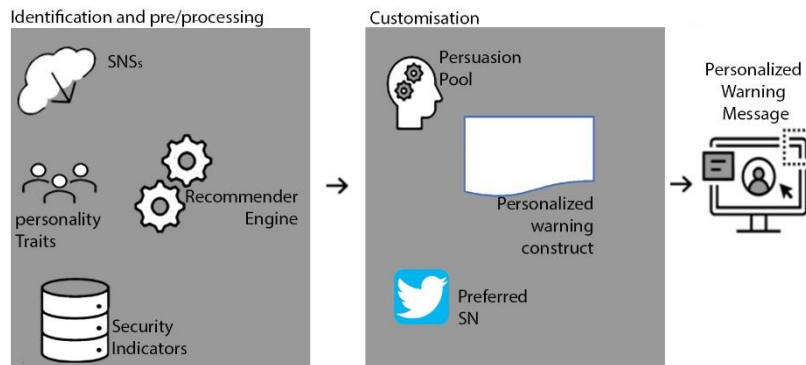 Identification and pre/processing
SNSs
personality
Traits
Recommender
Engine
Security
Indicators
Customisation
Persuasion
Pool
Personalized
warning
construct
Preferred
SN
Personalized
Warning
Message